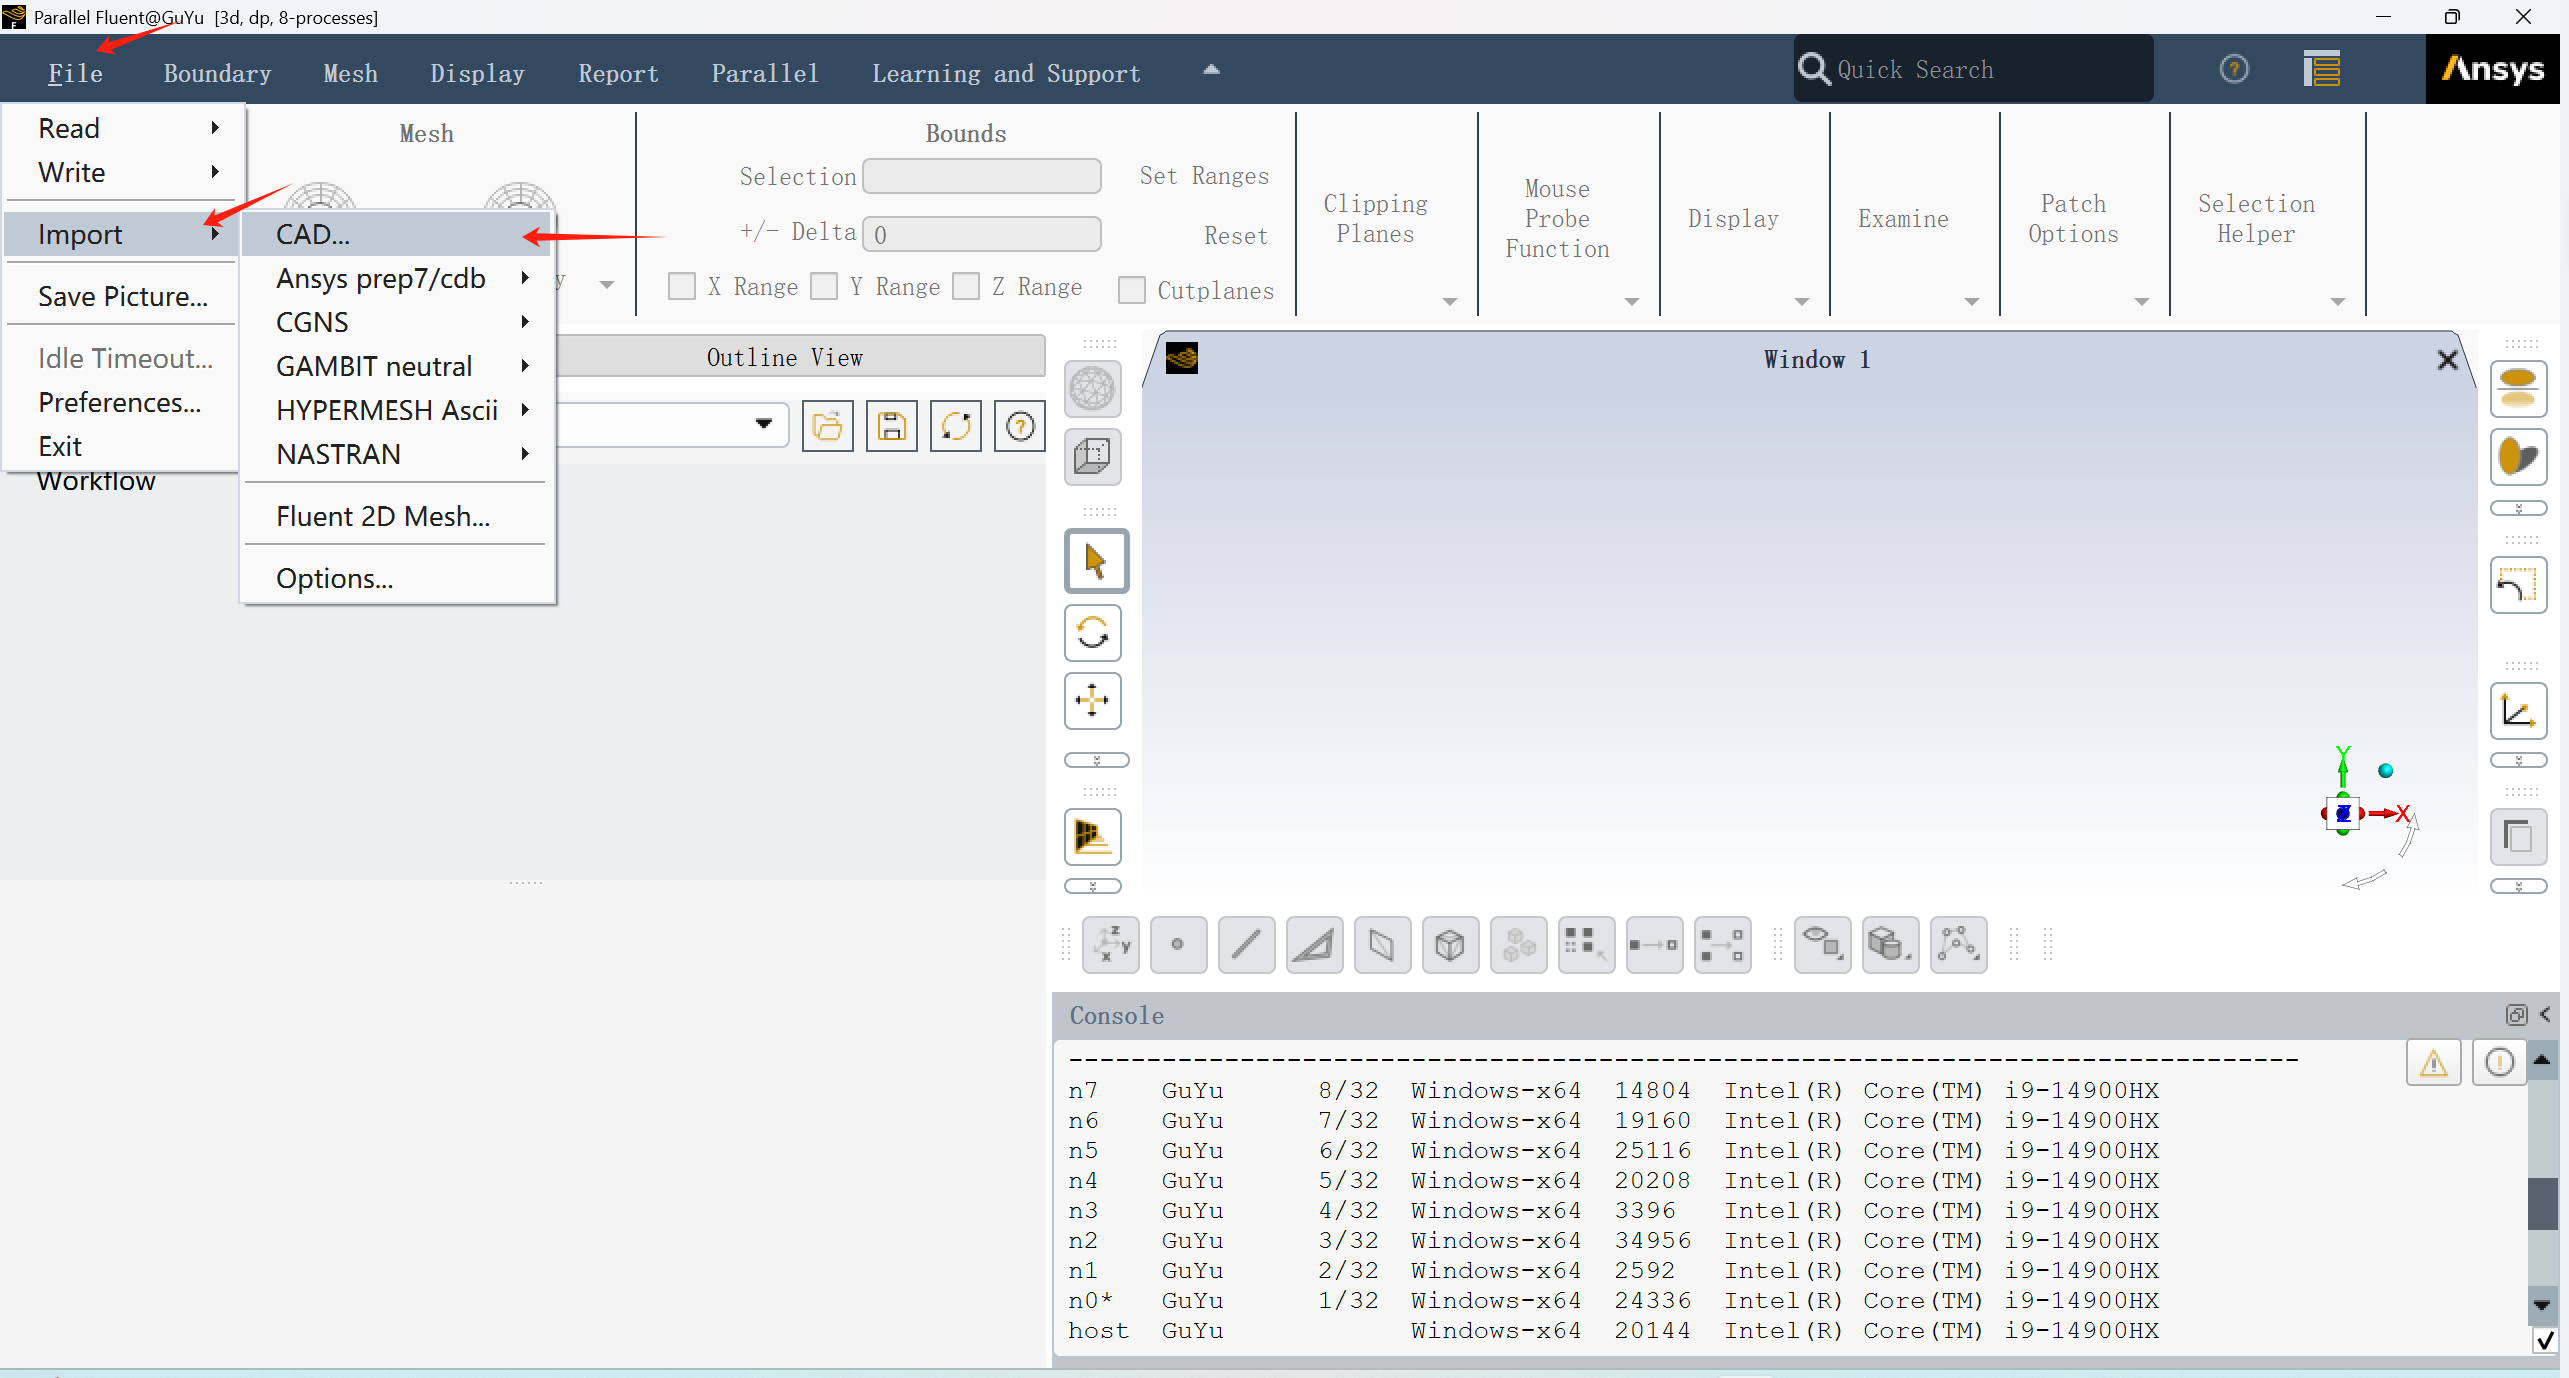 Parallel Fluent@GuYu [3d, dp, 8-processes]
File Boundary Mesh Display Report Parallel Learning and Support
Quick Search
Ansys
Read
Write
Import
Save Picture...
Idle Timeout...
Preferences...
Exit
Workflow
CAD...
Ansys prep7/cdb
CGNS
GAMBIT neutral
HYPERMESH Ascii
NASTRAN
Fluent 2D Mesh...
Options...
Mesh
y
Bounds
Selection
Set Ranges
+/- Delta 0
Reset
X Range Y Range Z Range Cutplanes
Clipping
Planes
Mouse
Probe
Function
Display
Examine
Patch
Options
Selection
Helper
Outline View
Window 1
Y
X
Z
Console
--------------------------------------------------------------------------------
n7 GuYu 8/32 Windows-x64 14804 Intel(R) Core(TM) i9-14900HX
n6 GuYu 7/32 Windows-x64 19160 Intel(R) Core(TM) i9-14900HX
n5 GuYu 6/32 Windows-x64 25116 Intel(R) Core(TM) i9-14900HX
n4 GuYu 5/32 Windows-x64 20208 Intel(R) Core(TM) i9-14900HX
n3 GuYu 4/32 Windows-x64 3396 Intel(R) Core(TM) i9-14900HX
n2 GuYu 3/32 Windows-x64 34956 Intel(R) Core(TM) i9-14900HX
n1 GuYu 2/32 Windows-x64 2592 Intel(R) Core(TM) i9-14900HX
n0* GuYu 1/32 Windows-x64 24336 Intel(R) Core(TM) i9-14900HX
host GuYu Windows-x64 20144 Intel(R) Core(TM) i9-14900HX